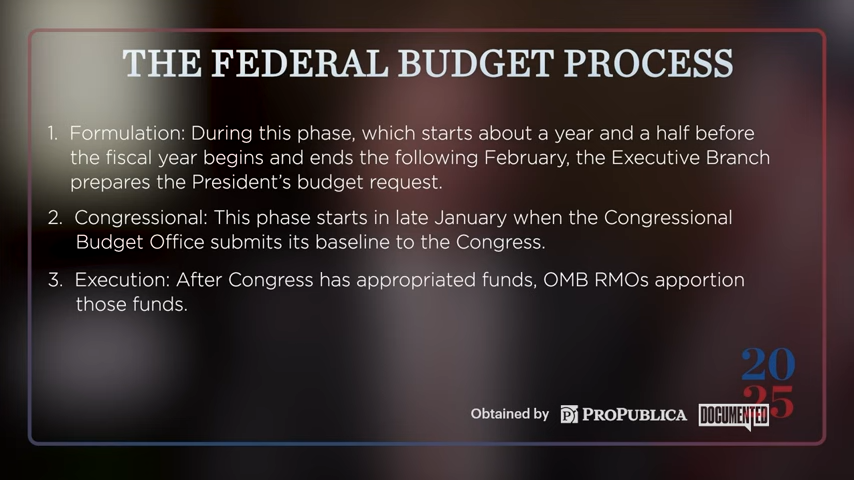 THE FEDERAL BUDGET PROCESS
1. Formulation: During this phase, which starts about a year and a half before
the fiscal year begins and ends the following February, the Executive Branch
prepares the President's budget request.
2. Congressional: This phase starts in late January when the Congressional
Budget Office submits its baseline to the Congress.
3. Execution: After Congress has appropriated funds, OMB RMOs apportion
those funds.
20
25
Obtained by PROPUBLICA DOCUMENTED